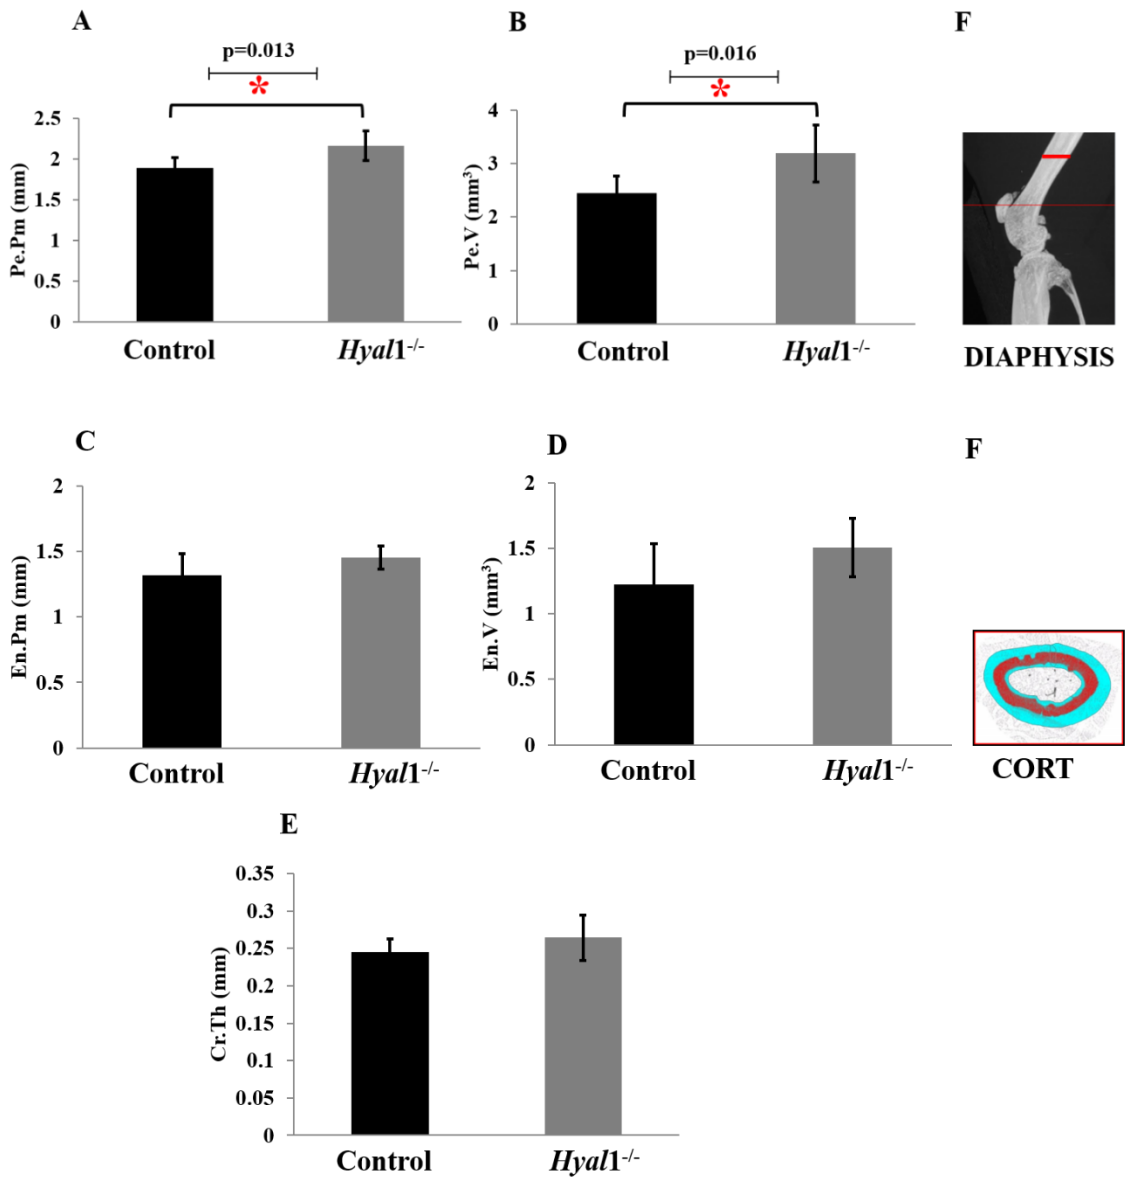 A
p=0.013
*
Pe.Pm (mm)
2.5
2
1.5
1
0.5
0
Control
Hyal1-/-
B
p=0.016
*
Pe.V (mm³)
4
3
2
1
0
Control
Hyal1-/-
F
DIAPHYSIS
C
En.Pm (mm)
2
1.5
1
0.5
0
Control
Hyal1-/-
D
En.V (mm³)
2
1.5
1
0.5
0
Control
Hyal1-/-
F
CORT
E
Cr.Th (mm)
0.35
0.3
0.25
0.2
0.15
0.1
0.05
0
Control
Hyal1-/-